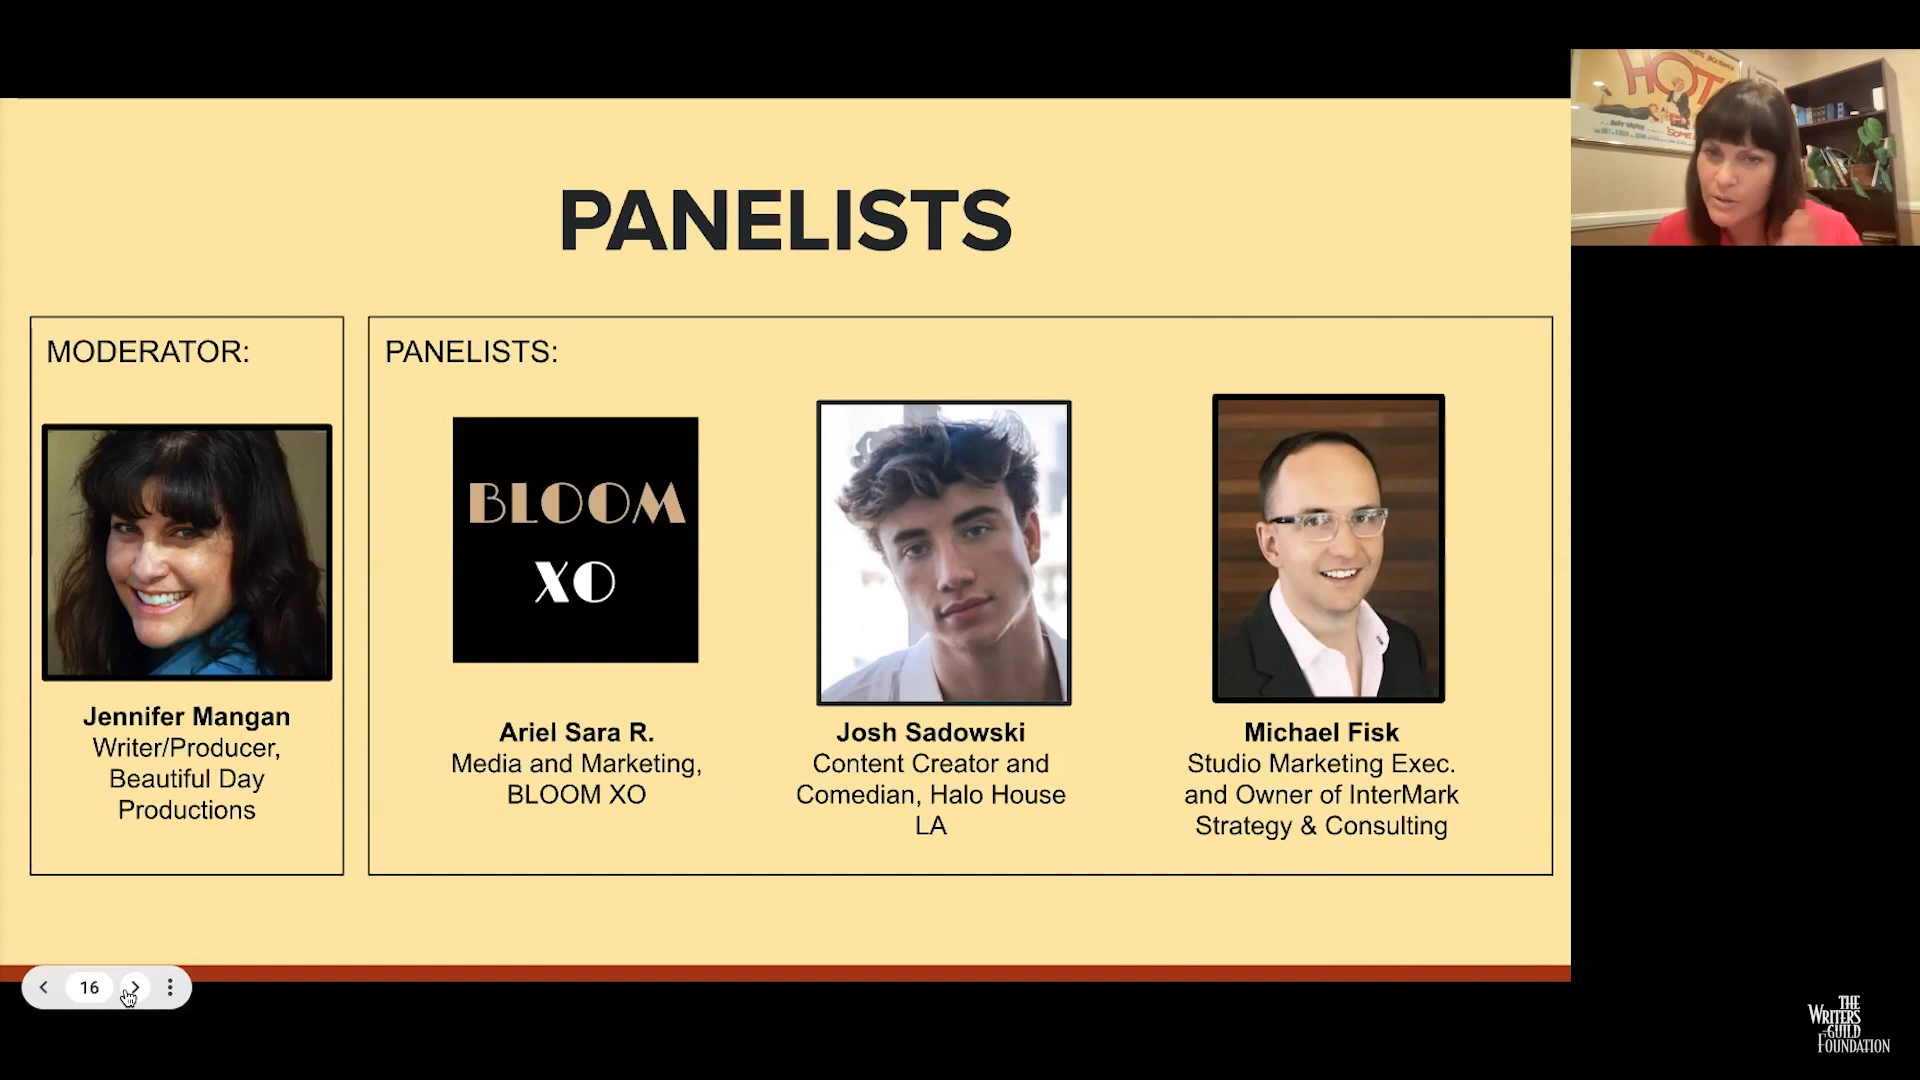 PANELISTS
MODERATOR:
Jennifer Mangan
Writer/Producer,
Beautiful Day
Productions
PANELISTS:
BLOOM
XO
Ariel Sara R.
Media and Marketing,
BLOOM XO
Josh Sadowski
Content Creator and
Comedian, Halo House
LA
Michael Fisk
Studio Marketing Exec.
and Owner of InterMark
Strategy & Consulting
HOT
SOME
16
THE
WRITERS
GUILD
FOUNDATION